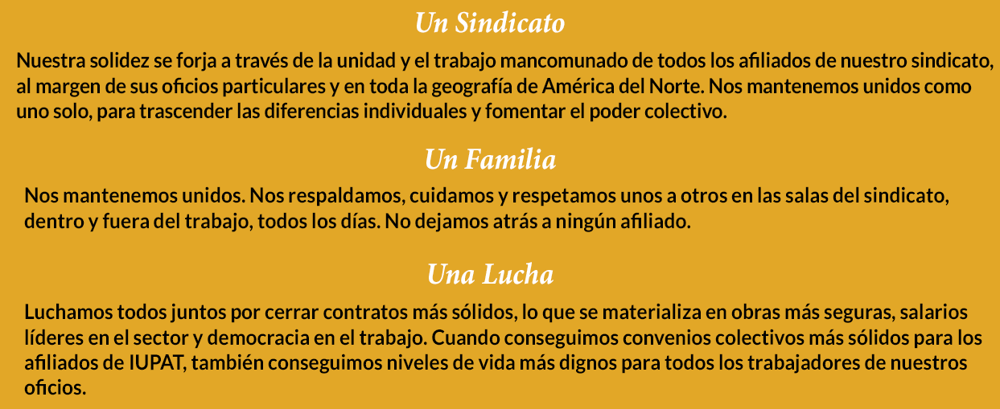 Un Sindicato
Nuestra solidez se forja a través de la unidad y el trabajo mancomunado de todos los afiliados de nuestro sindicato,
al margen de sus oficios particulares y en toda la geografía de América del Norte. Nos mantenemos unidos como
uno solo, para trascender las diferencias individuales y fomentar el poder colectivo.
Un Familia
Nos mantenemos unidos. Nos respaldamos, cuidamos y respetamos unos a otros en las salas del sindicato,
dentro y fuera del trabajo, todos los días. No dejamos atrás a ningún afiliado.
Una Lucha
Luchamos todos juntos por cerrar contratos más sólidos, lo que se materializa en obras más seguras, salarios
líderes en el sector y democracia en el trabajo. Cuando conseguimos convenios colectivos más sólidos para los
afiliados de IUPAT, también conseguimos niveles de vida más dignos para todos los trabajadores de nuestros
oficios.